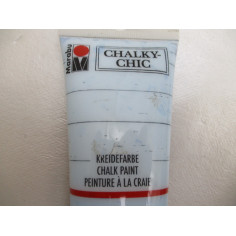 Marabu
CHALKY-
CHIC
KREIDEFARBE
CHALK PAINT
PEINTURE À LA CRAIE